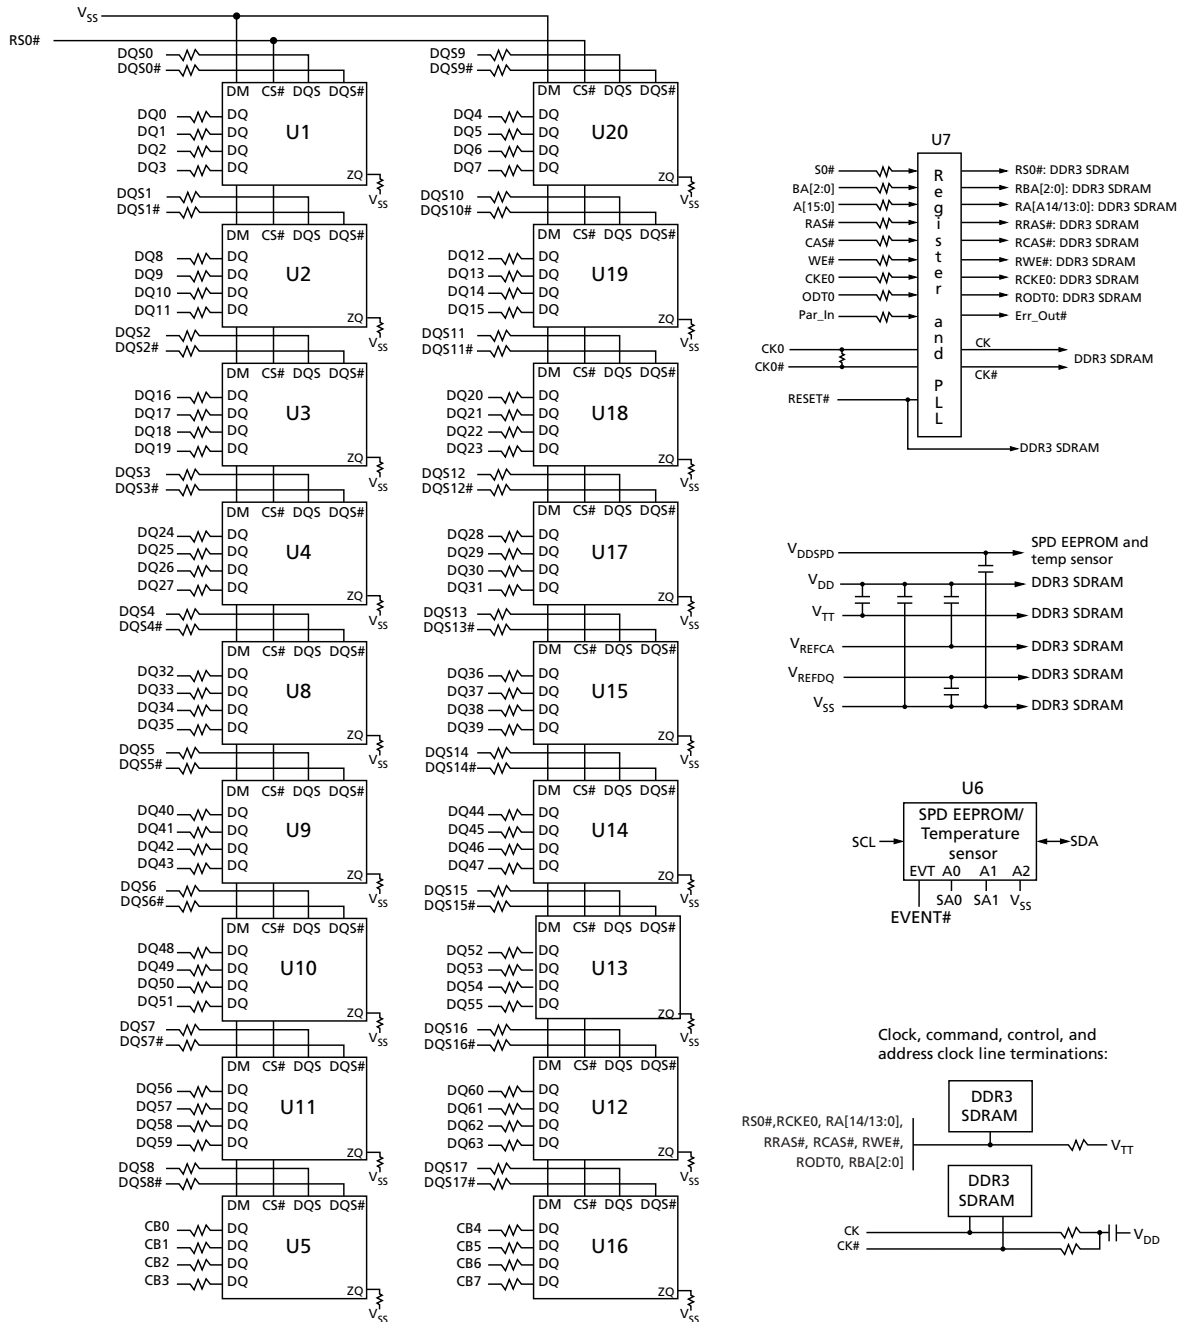 VSS
RS0#
DQS0
DQS0#
DM CS# DQS DQS#
DQ0 DQ
DQ1 DQ
DQ2 DQ
DQ3 DQ
U1
ZQ
VSS
DQS1
DQS1#
DM CS# DQS DQS#
DQ8 DQ
DQ9 DQ
DQ10 DQ
DQ11 DQ
U2
ZQ
VSS
DQS2
DQS2#
DM CS# DQS DQS#
DQ16 DQ
DQ17 DQ
DQ18 DQ
DQ19 DQ
U3
ZQ
VSS
DQS3
DQS3#
DM CS# DQS DQS#
DQ24 DQ
DQ25 DQ
DQ26 DQ
DQ27 DQ
U4
ZQ
VSS
DQS4
DQS4#
DM CS# DQS DQS#
DQ32 DQ
DQ33 DQ
DQ34 DQ
DQ35 DQ
U8
ZQ
VSS
DQS5
DQS5#
DM CS# DQS DQS#
DQ40 DQ
DQ41 DQ
DQ42 DQ
DQ43 DQ
U9
ZQ
VSS
DQS6
DQS6#
DM CS# DQS DQS#
DQ48 DQ
DQ49 DQ
DQ50 DQ
DQ51 DQ
U10
ZQ
VSS
DQS7
DQS7#
DM CS# DQS DQS#
DQ56 DQ
DQ57 DQ
DQ58 DQ
DQ59 DQ
U11
ZQ
VSS
DQS8
DQS8#
DM CS# DQS DQS#
CB0 DQ
CB1 DQ
CB2 DQ
CB3 DQ
U5
ZQ
VSS
DQS9
DQS9#
DM CS# DQS DQS#
DQ4 DQ
DQ5 DQ
DQ6 DQ
DQ7 DQ
U20
ZQ
VSS
DQS10
DQS10#
DM CS# DQS DQS#
DQ12 DQ
DQ13 DQ
DQ14 DQ
DQ15 DQ
U19
ZQ
VSS
DQS11
DQS11#
DM CS# DQS DQS#
DQ20 DQ
DQ21 DQ
DQ22 DQ
DQ23 DQ
U18
ZQ
VSS
DQS12
DQS12#
DM CS# DQS DQS#
DQ28 DQ
DQ29 DQ
DQ30 DQ
DQ31 DQ
U17
ZQ
VSS
DQS13
DQS13#
DM CS# DQS DQS#
DQ36 DQ
DQ37 DQ
DQ38 DQ
DQ39 DQ
U15
ZQ
VSS
DQS14
DQS14#
DM CS# DQS DQS#
DQ44 DQ
DQ45 DQ
DQ46 DQ
DQ47 DQ
U14
ZQ
VSS
DQS15
DQS15#
DM CS# DQS DQS#
DQ52 DQ
DQ53 DQ
DQ54 DQ
DQ55 DQ
U13
ZQ
VSS
DQS16
DQS16#
DM CS# DQS DQS#
DQ60 DQ
DQ61 DQ
DQ62 DQ
DQ63 DQ
U12
ZQ
VSS
DQS17
DQS17#
DM CS# DQS DQS#
CB4 DQ
CB5 DQ
CB6 DQ
CB7 DQ
U16
ZQ
VSS
U7
Register and PLL
S0# RS0#: DDR3 SDRAM
BA[2:0] RBA[2:0]: DDR3 SDRAM
A[15:0] RA[A14/13:0]: DDR3 SDRAM
RAS# RRAS#: DDR3 SDRAM
CAS# RCAS#: DDR3 SDRAM
WE# RWE#: DDR3 SDRAM
CKE0 RCKE0: DDR3 SDRAM
ODT0 RODT0: DDR3 SDRAM
Par_In Err_Out#
CK0 CK
DDR3 SDRAM
CK0# CK#
RESET#
DDR3 SDRAM
VDDSPD SPD EEPROM and
temp sensor
VDD DDR3 SDRAM
VTT DDR3 SDRAM
VREFCA DDR3 SDRAM
VREFDQ DDR3 SDRAM
VSS DDR3 SDRAM
U6
SPD EEPROM/
Temperature
sensor
SCL SDA
EVT A0 A1 A2
SA0 SA1 VSS
EVENT#
Clock, command, control, and
address clock line terminations:
DDR3
SDRAM
RS0#,RCKE0, RA[14/13:0],
RRAS#, RCAS#, RWE#,
RODT0, RBA[2:0]
VTT
DDR3
SDRAM
CK
CK#
VDD